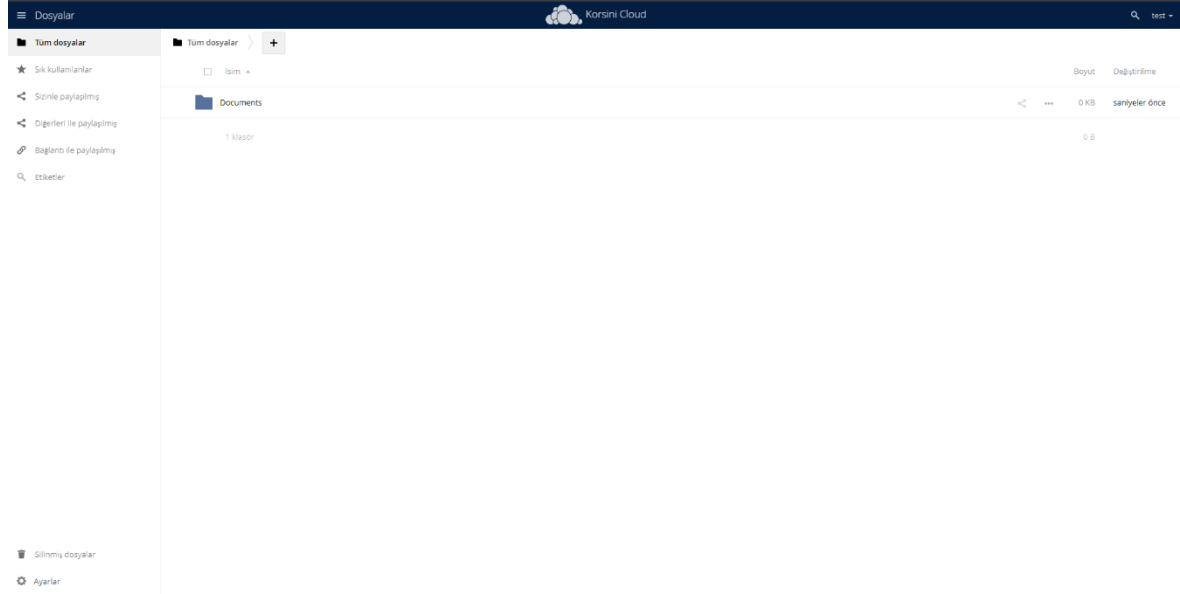 Dosyalar
Korsini Cloud
test
Tüm dosyalar
Sık kullanılanlar
Sizinle paylaşılmış
Diğerleri ile paylaşılmış
Bağlantı ile paylaşılmış
Etiketler
Tüm dosyalar
+
İsim
Boyut
Değiştirilme
Documents
0 KB
saniyeler önce
1 klasör
0 B
Silinmiş dosyalar
Ayarlar